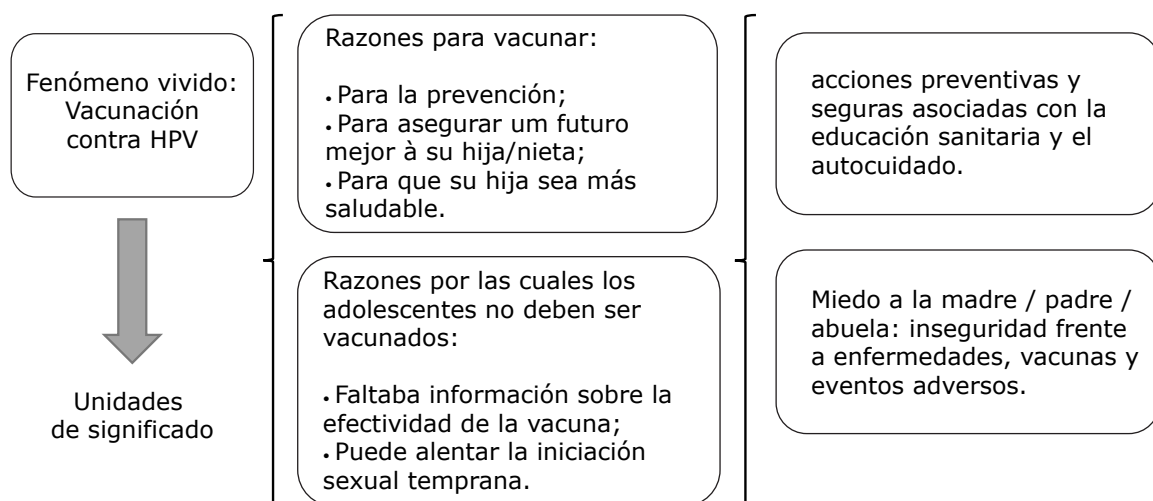 Fenómeno vivido:
Vacunación
contra HPV
Unidades
de significado
Razones para vacunar:
• Para la prevención;
• Para asegurar um futuro
mejor à su hija/nieta;
• Para que su hija sea más
saludable.
Razones por las cuales los
adolescentes no deben ser
vacunados:
• Faltaba información sobre la
efectividad de la vacuna;
• Puede alentar la iniciación
sexual temprana.
acciones preventivas y
seguras asociadas con la
educación sanitaria y el
autocuidado.
Miedo a la madre / padre /
abuela: inseguridad frente
a enfermedades, vacunas y
eventos adversos.